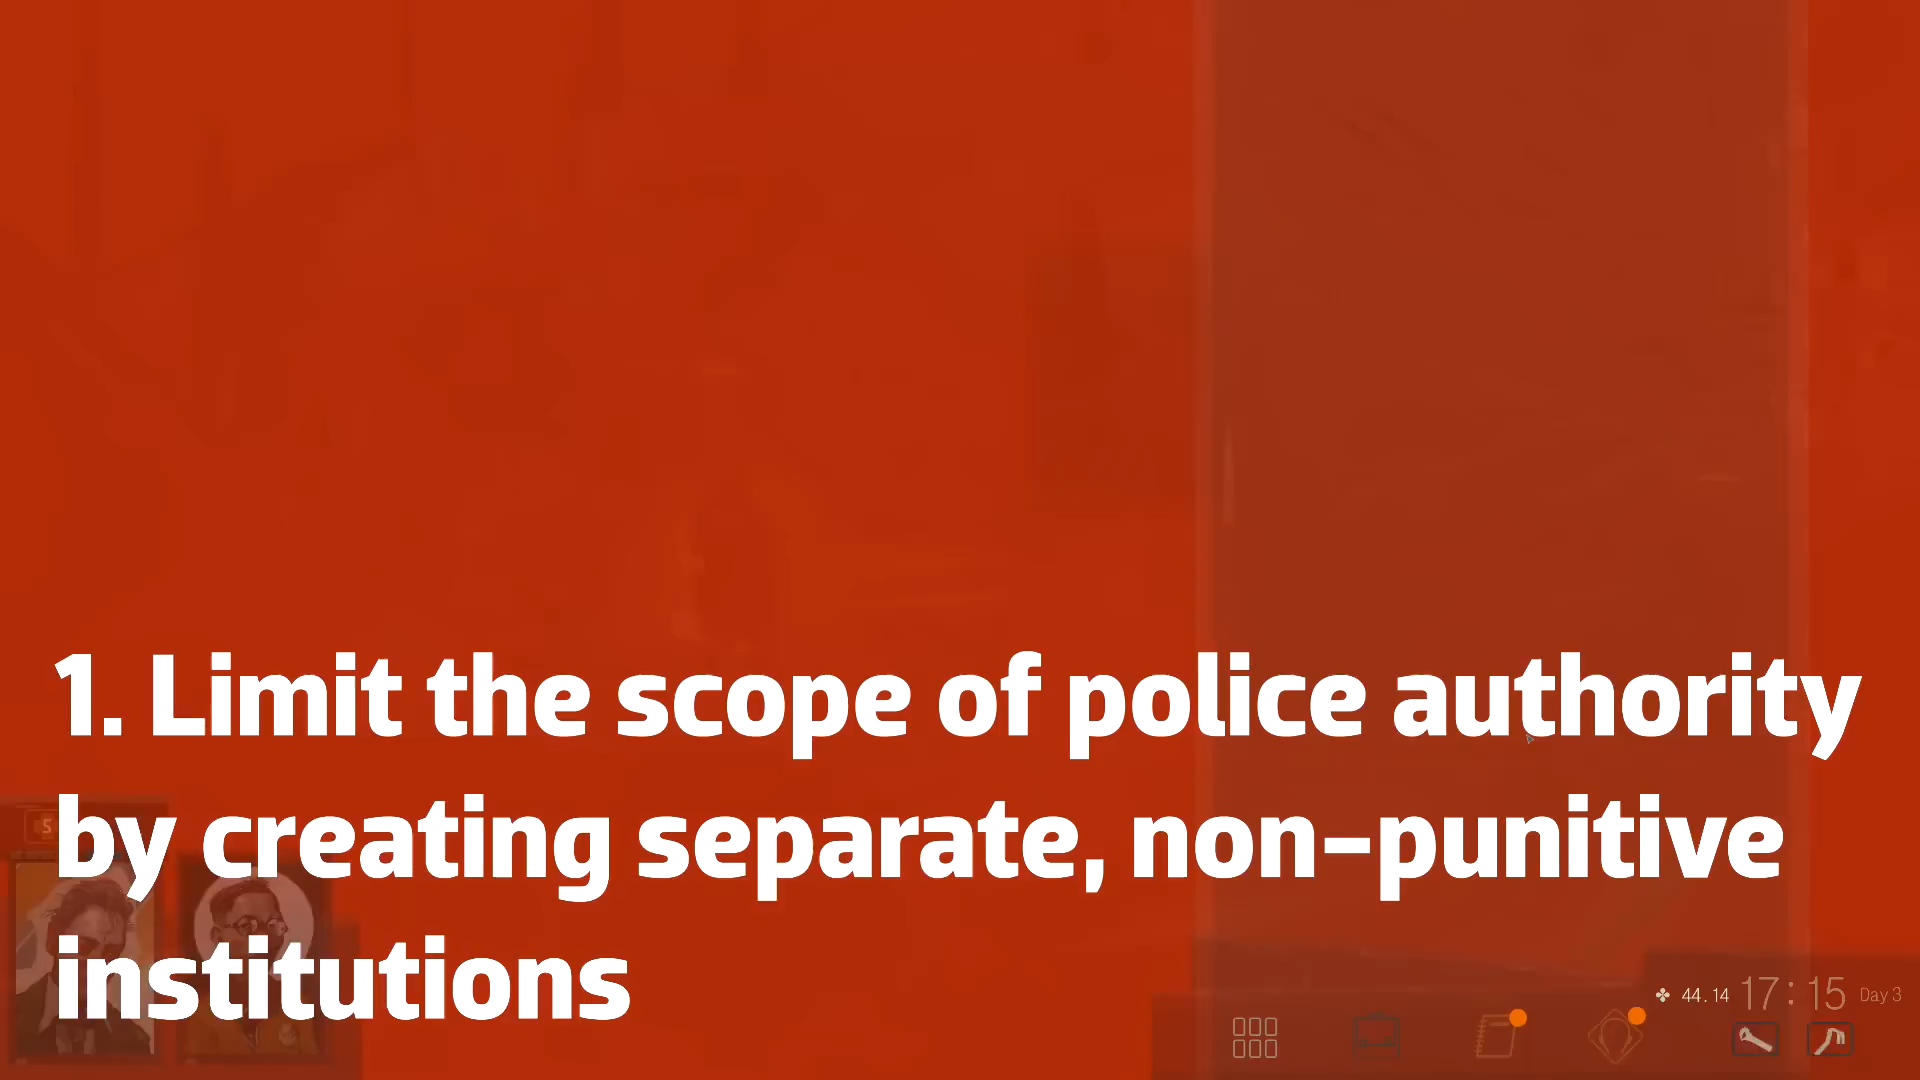 1. Limit the scope of police authority
by creating separate, non-punitive
institutions
5
44.14 17:15 Day 3